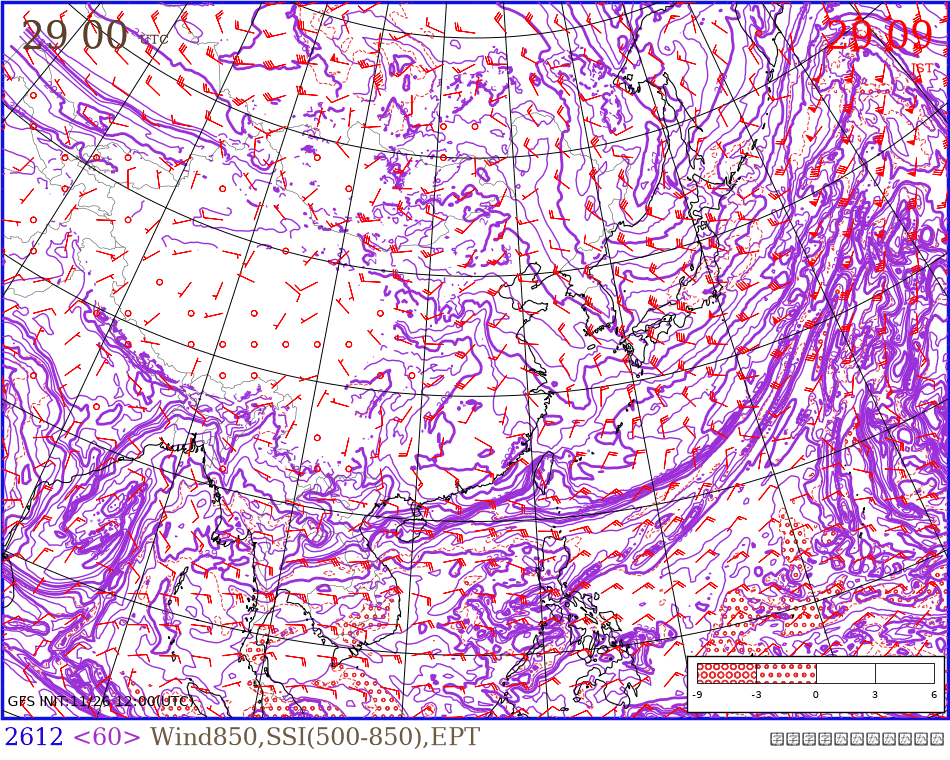 29 00 UTC
29 09
JST
-9 -3 0 3 6
GFS INIT:11/26 12:00(UTC)
2612 <60> Wind850,SSI(500-850),EPT